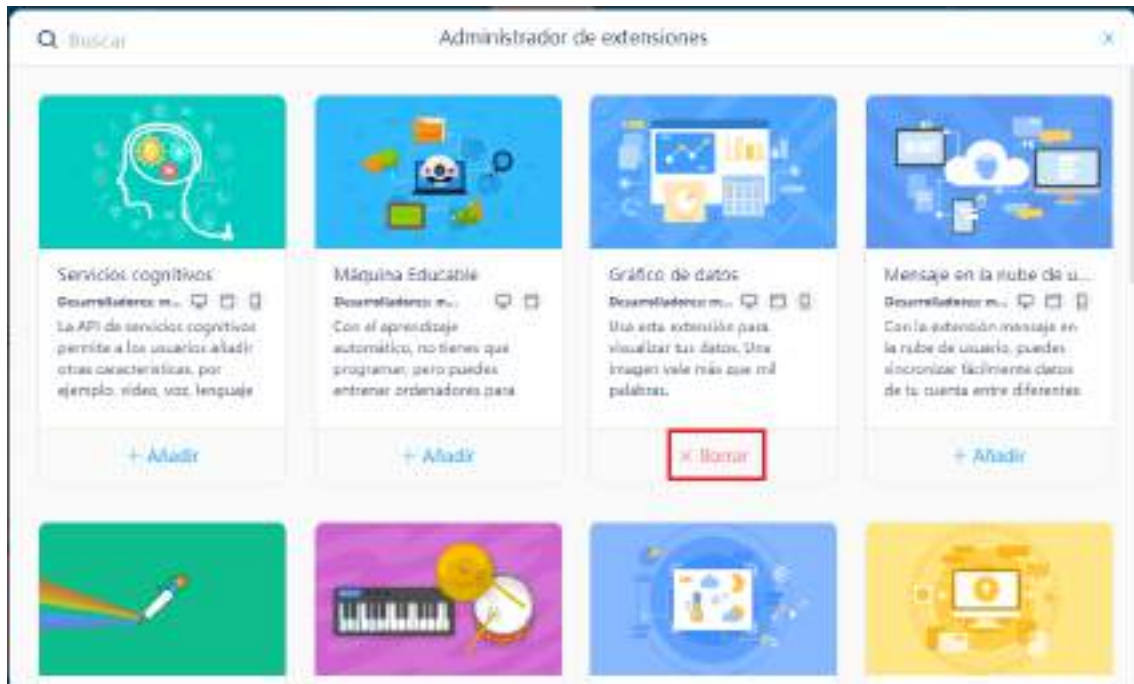 Buscar
Administrador de extensiones
Servicios cognitivos
Desarrolladores: m...
La API de servicios cognitivos
permite a los usuarios añadir
otras características, por
ejemplo, vídeo, voz, lenguaje
+ Añadir
Máquina Educable
Desarrolladores: m...
Con el aprendizaje
automático, no tienes que
programar, pero puedes
entrenar ordenadores para
+ Añadir
Gráfico de datos
Desarrolladores: m...
Usa esta extensión para
visualizar tus datos. Una
imagen vale más que mil
palabras.
× Borrar
Mensaje en la nube de u...
Desarrolladores: m...
Con la extensión mensaje en
la nube de usuario, puedes
sincronizar fácilmente datos
de tu cuenta entre diferentes
+ Añadir